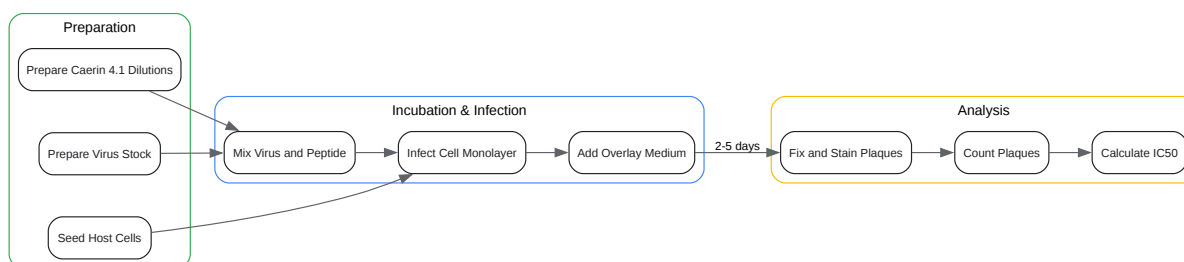 Preparation
Prepare Caerin 4.1 Dilutions
Prepare Virus Stock
Seed Host Cells
Incubation & Infection
Mix Virus and Peptide
Infect Cell Monolayer
Add Overlay Medium
2-5 days
Analysis
Fix and Stain Plaques
Count Plaques
Calculate IC50